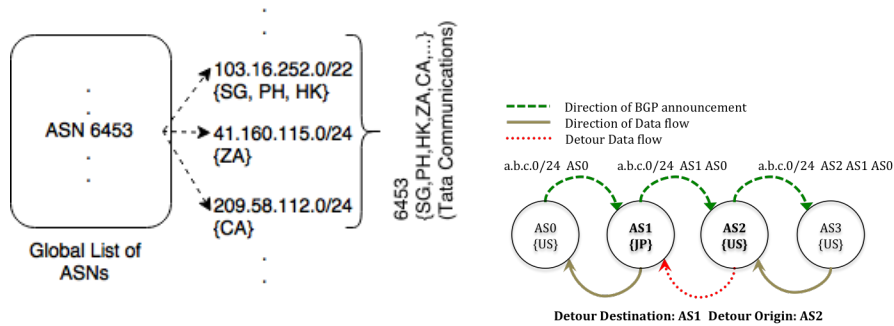 ASN 6453
Global List of
ASNs
103.16.252.0/22
{SG, PH, HK}
41.160.115.0/24
{ZA}
209.58.112.0/24
{CA}
6453
{SG,PH,HK,ZA,CA,...}
(Tata Communications)
Direction of BGP announcement
Direction of Data flow
Detour Data flow
a.b.c.0/24 AS0
a.b.c.0/24 AS1 AS0
a.b.c.0/24 AS2 AS1 AS0
AS0
{US}
AS1
{JP}
AS2
{US}
AS3
{US}
Detour Destination: AS1 Detour Origin: AS2